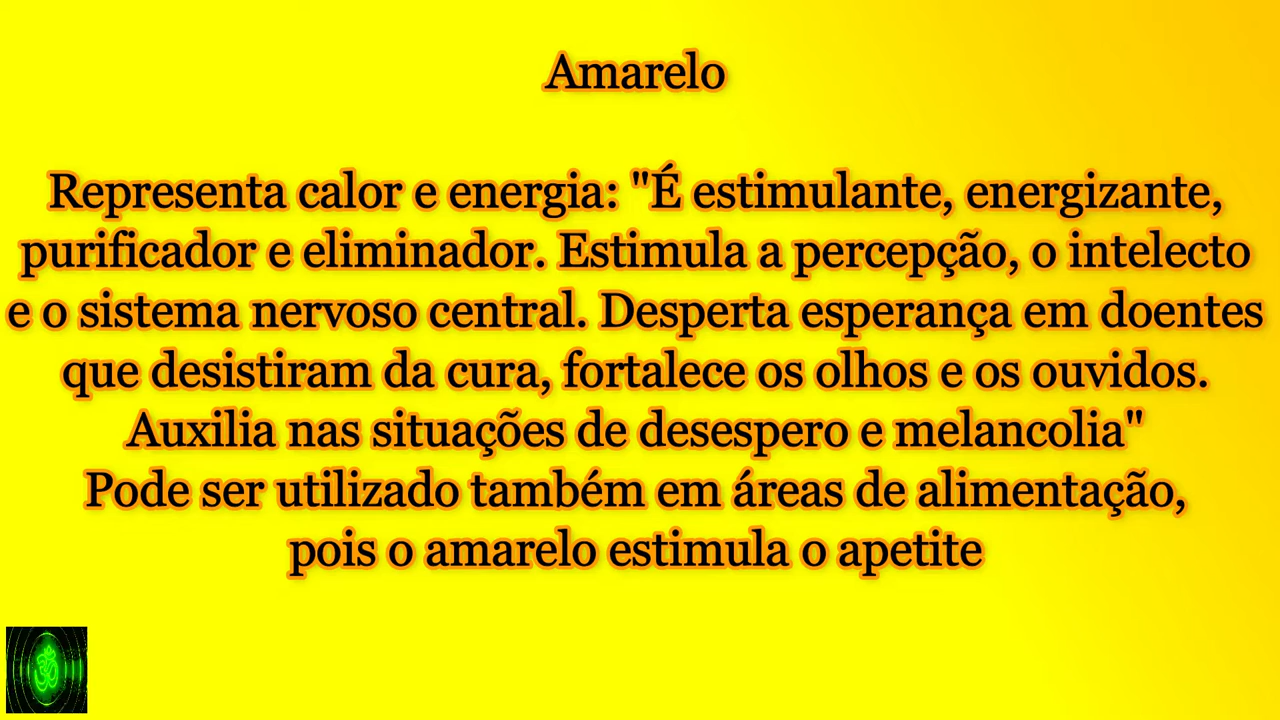 Amarelo
Representa calor e energia: "É estimulante, energizante,
purificador e eliminador. Estimula a percepção, o intelecto
e o sistema nervoso central. Desperta esperança em doentes
que desistiram da cura, fortalece os olhos e os ouvidos.
Auxilia nas situações de desespero e melancolia"
Pode ser utilizado também em áreas de alimentação,
pois o amarelo estimula o apetite
ॐ